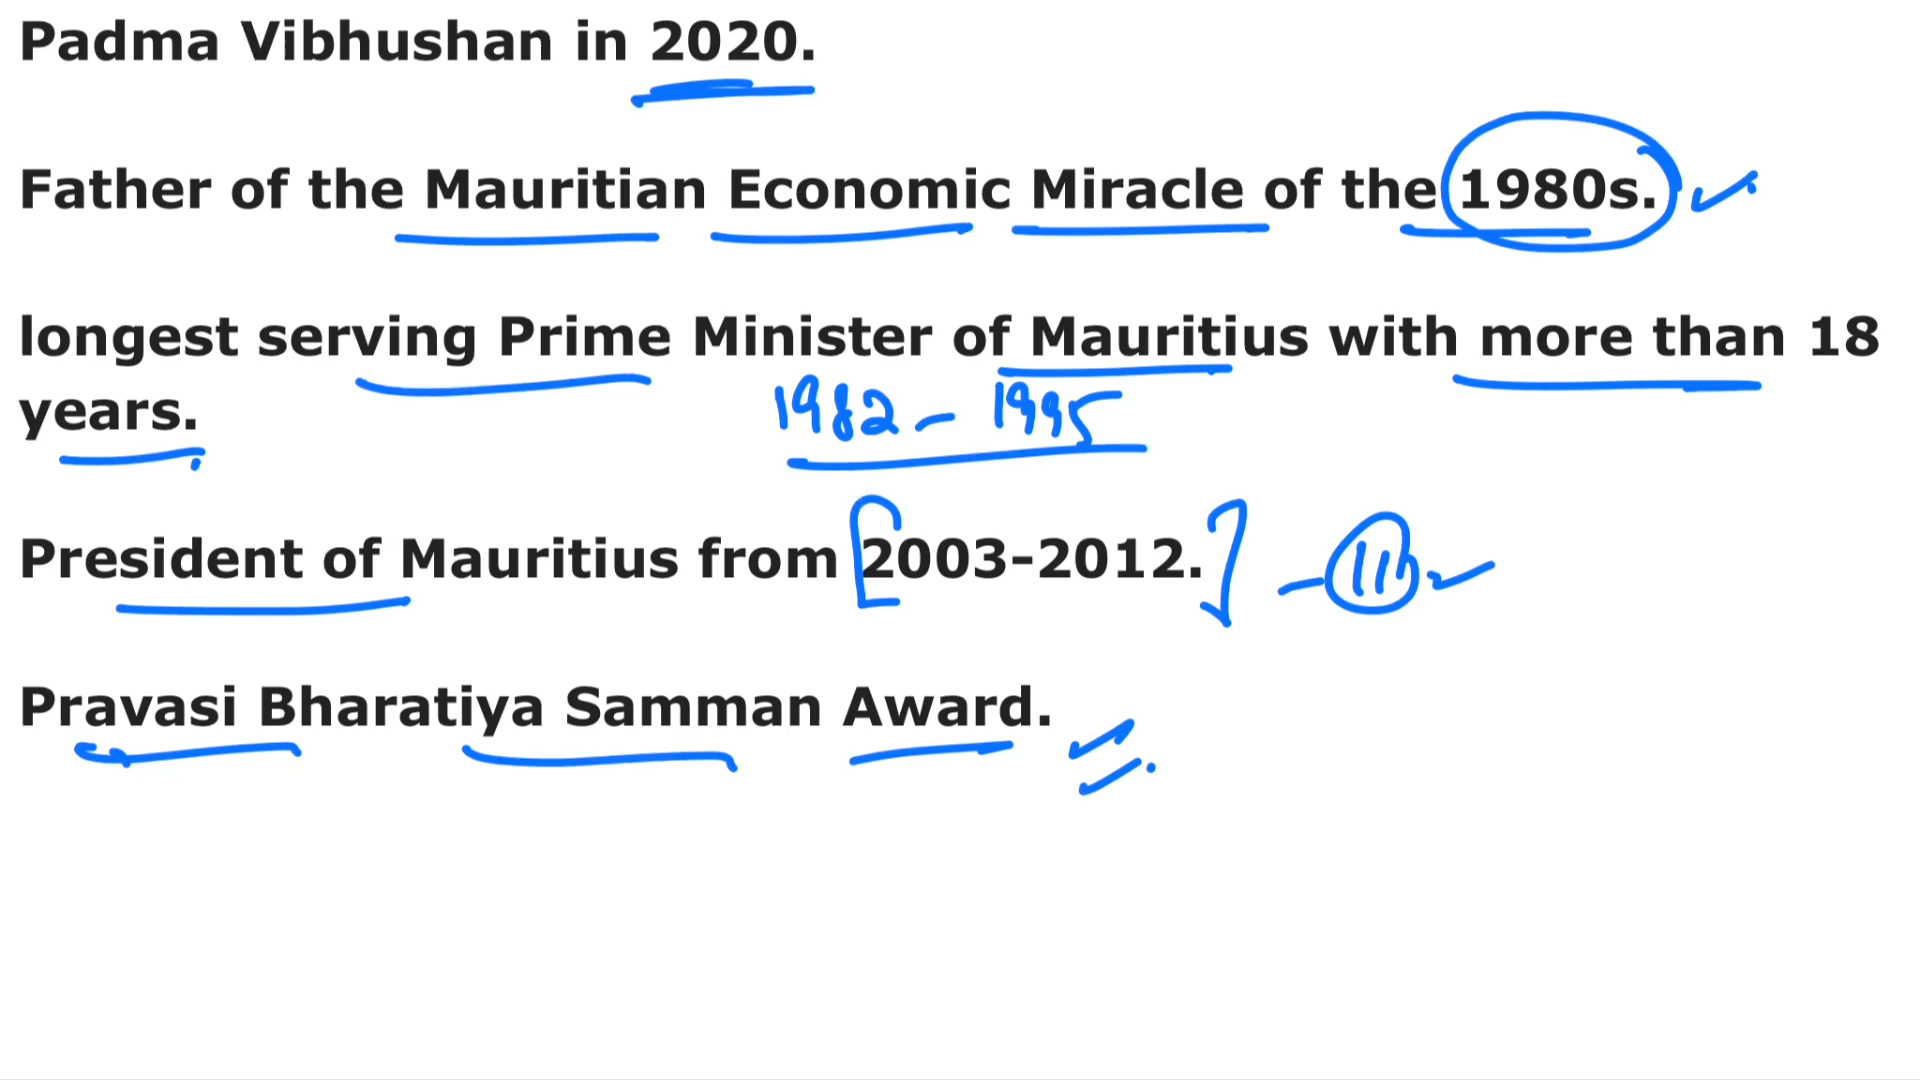 Padma Vibhushan in 2020.
Father of the Mauritian Economic Miracle of the 1980s.
longest serving Prime Minister of Mauritius with more than 18
years.
1982 - 1995
President of Mauritius from [2003-2012.]
Pravasi Bharatiya Samman Award.